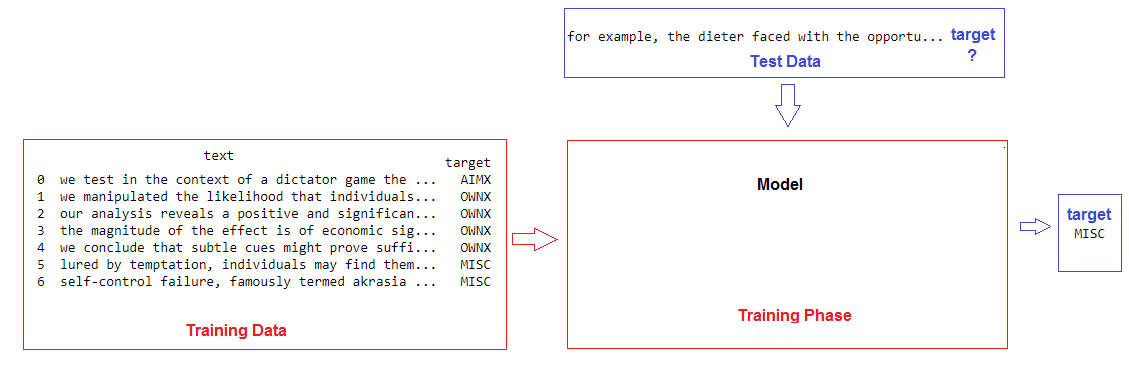 for example, the dieter faced with the opportu... target
?
Test Data
text
target
0 we test in the context of a dictator game the ... AIMX
1 we manipulated the likelihood that individuals... OWNX
2 our analysis reveals a positive and significan... OWNX
3 the magnitude of the effect is of economic sig... OWNX
4 we conclude that subtle cues might prove suffi... OWNX
5 lured by temptation, individuals may find them... MISC
6 self-control failure, famously termed akrasia ... MISC
Training Data
Model
Training Phase
target
MISC